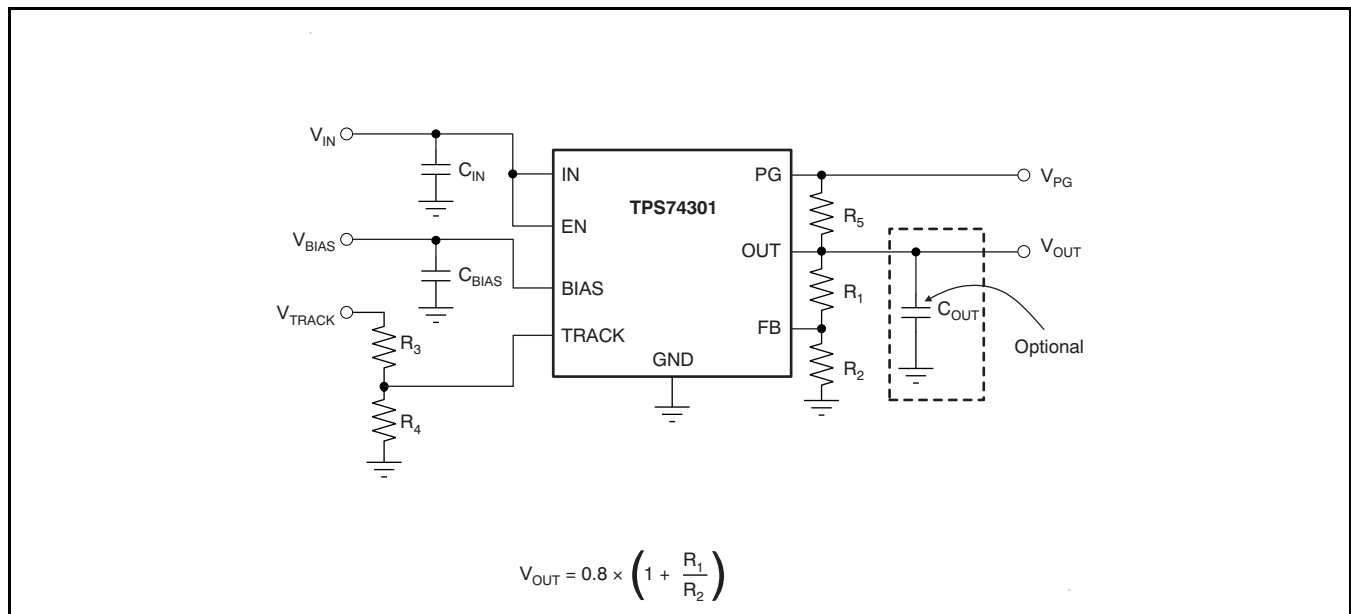 V_IN
C_IN
IN
EN
V_BIAS
C_BIAS
BIAS
V_TRACK
R_3
TRACK
R_4
TPS74301
GND
PG
V_PG
R_5
OUT
V_OUT
R_1
C_OUT
FB
Optional
R_2
V_OUT = 0.8 × (1 + R_1/R_2)